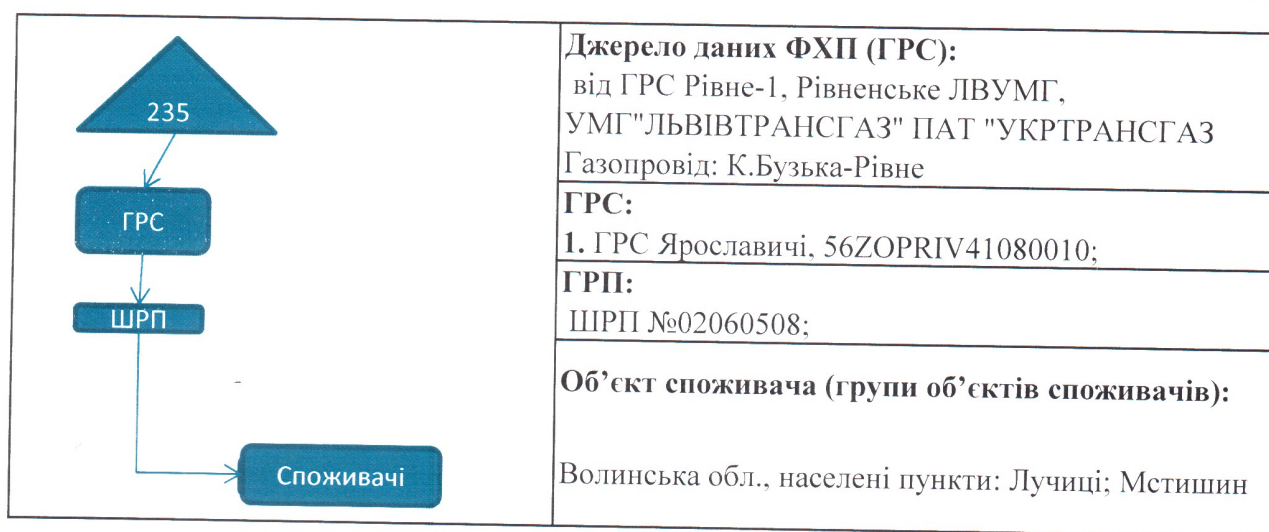 235
ГРС
ШРП
Споживачі
Джерело даних ФХП (ГРС):
від ГРС Рівне-1, Рівненське ЛВУМГ,
УМГ"ЛЬВІВТРАНСГАЗ" ПАТ "УКРТРАНСГАЗ
Газопровід: К.Бузька-Рівне
ГРС:
1. ГРС Ярославичі, 56ZOPRIV41080010;
ГРП:
ШРП №02060508;
Об’єкт споживача (групи об’єктів споживачів):
Волинська обл., населені пункти: Лучиці; Мстишин